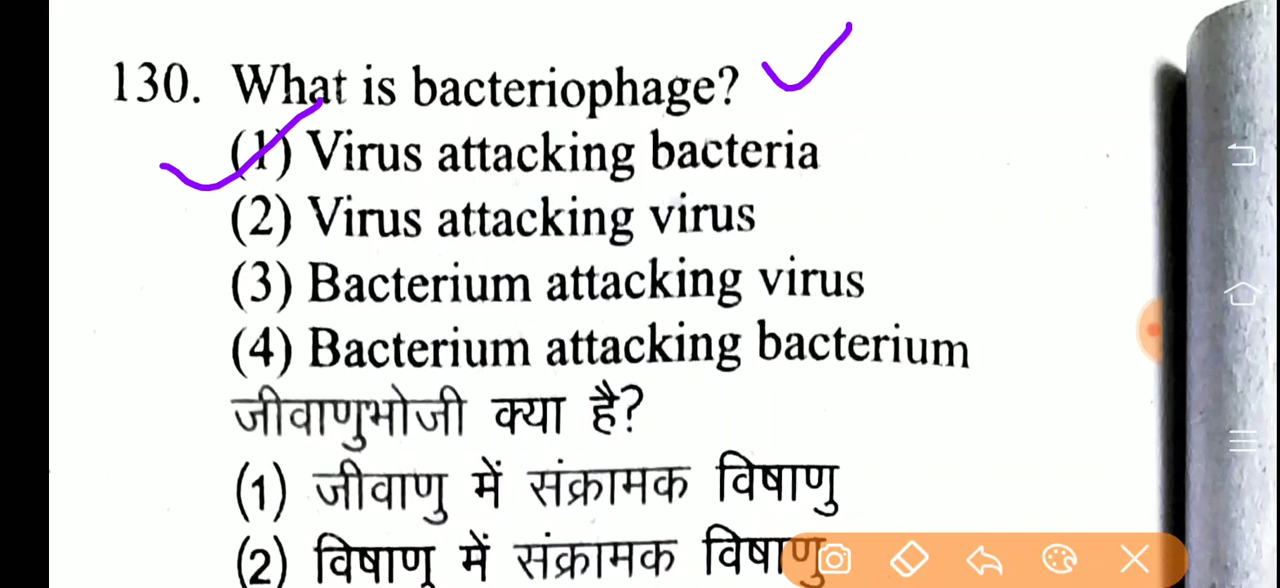 130. What is bacteriophage?
(1) Virus attacking bacteria
(2) Virus attacking virus
(3) Bacterium attacking virus
(4) Bacterium attacking bacterium
जीवाणुभोजी क्या है?
(1) जीवाणु में संक्रामक विषाणु
(2) विषाणु में संक्रामक विषाणु